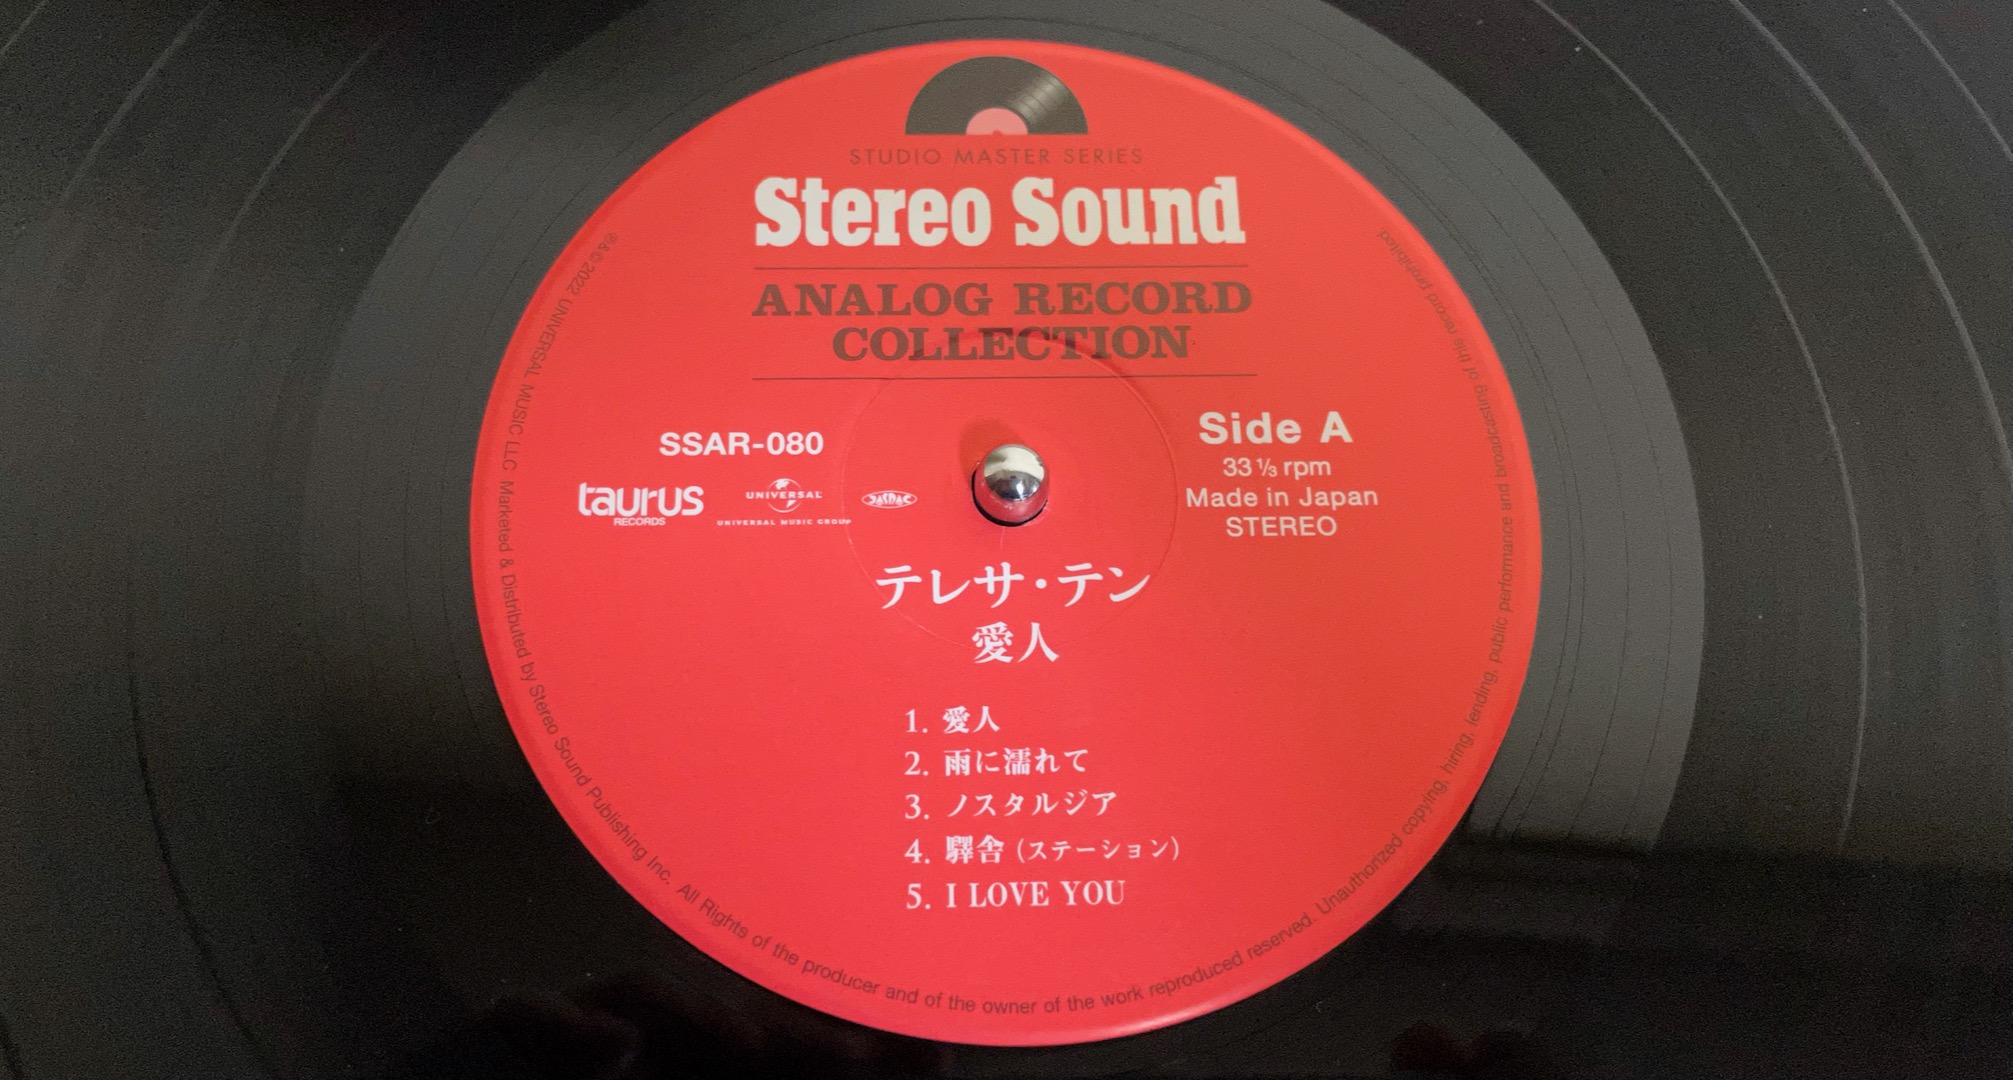 STUDIO MASTER SERIES
Stereo Sound
ANALOG RECORD
COLLECTION
SSAR-080
taurus
RECORDS
UNIVERSAL
UNIVERSAL MUSIC GROUP
JASRAC
Side A
33 1/3 rpm
Made in Japan
STEREO
テレサ・テン
愛人
1. 愛人
2. 雨に濡れて
3. ノスタルジア
4. 驛舎 (ステーション)
5. I LOVE YOU
℗&©2022 UNIVERSAL MUSIC LLC Marketed & Distributed by Stereo Sound Publishing Inc. All Rights of the producer and of the owner of the work reproduced reserved. Unauthorized copying, hiring, lending, public performance and broadcasting of this record prohibited.